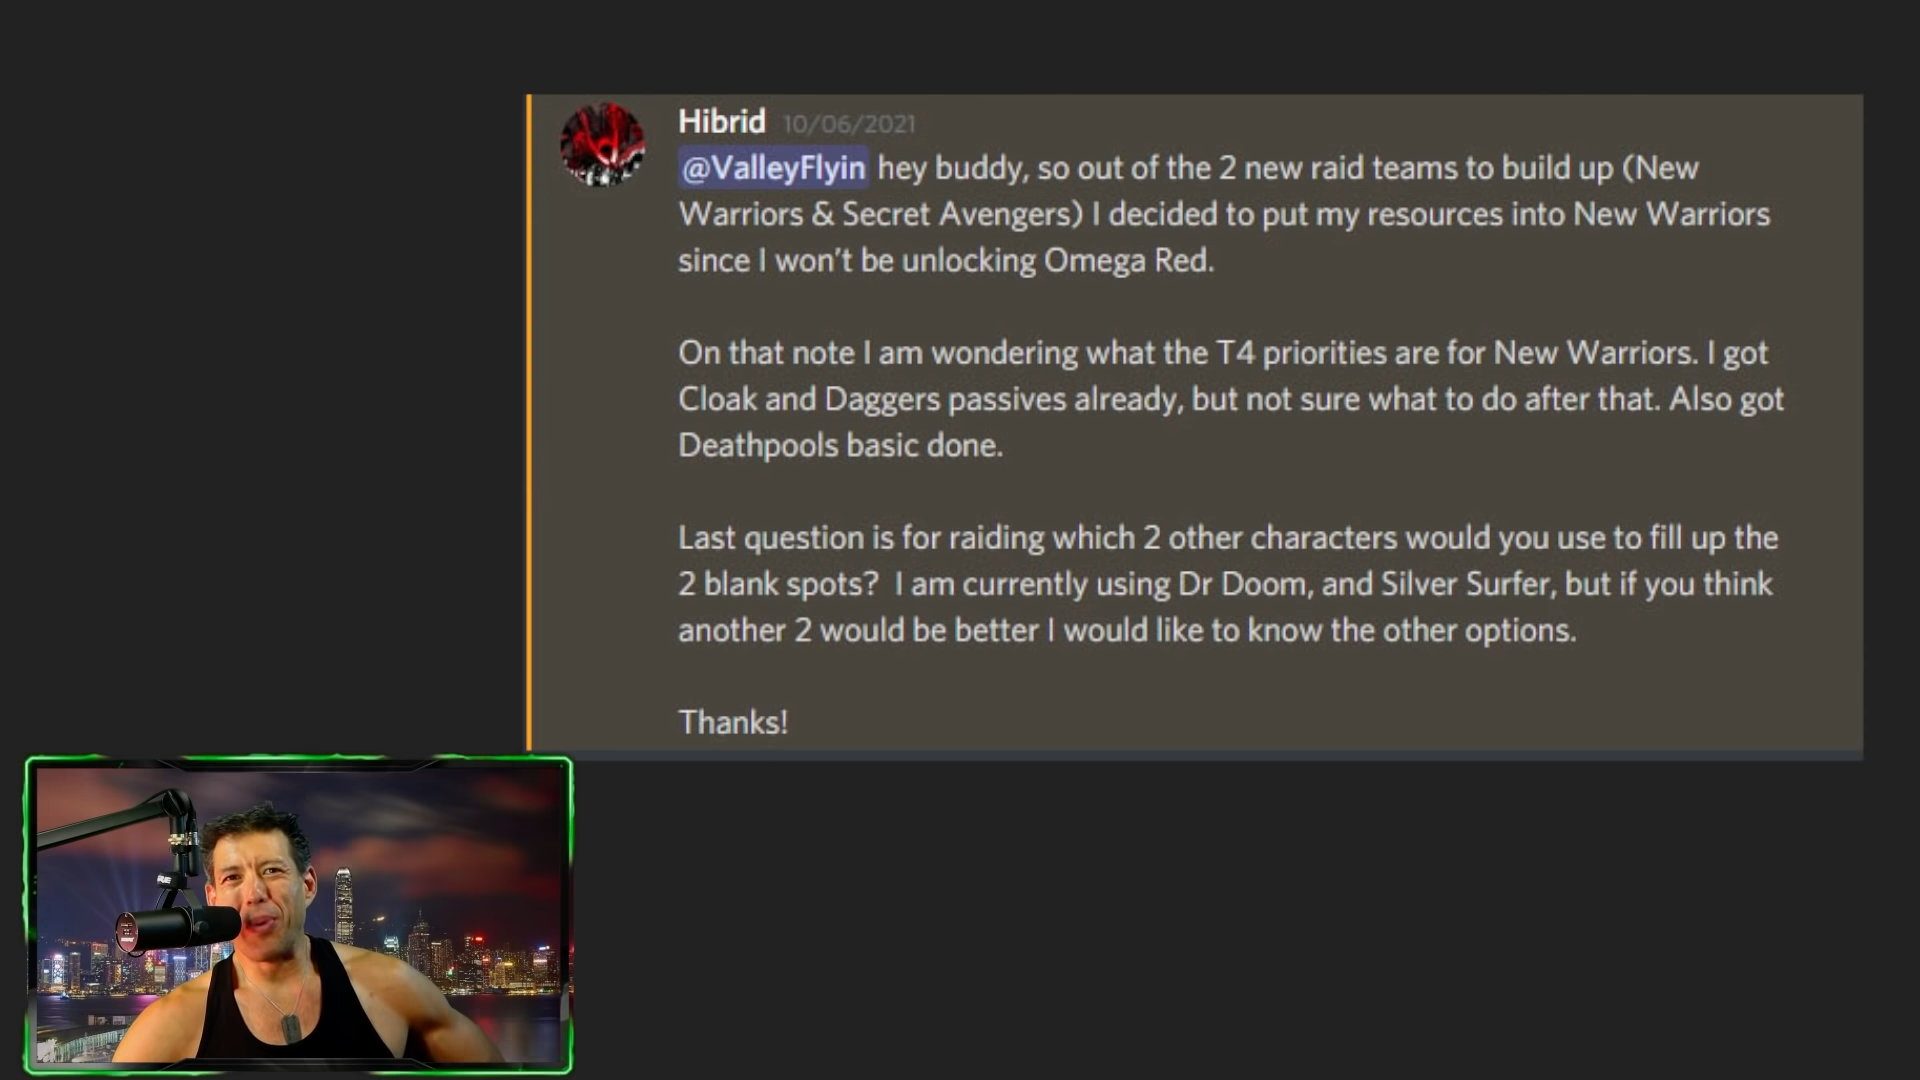 Hibrid 10/06/2021
@ValleyFlyin hey buddy, so out of the 2 new raid teams to build up (New
Warriors & Secret Avengers) I decided to put my resources into New Warriors
since I won't be unlocking Omega Red.
On that note I am wondering what the T4 priorities are for New Warriors. I got
Cloak and Daggers passives already, but not sure what to do after that. Also got
Deathpools basic done.
Last question is for raiding which 2 other characters would you use to fill up the
2 blank spots?  I am currently using Dr Doom, and Silver Surfer, but if you think
another 2 would be better I would like to know the other options.
Thanks!